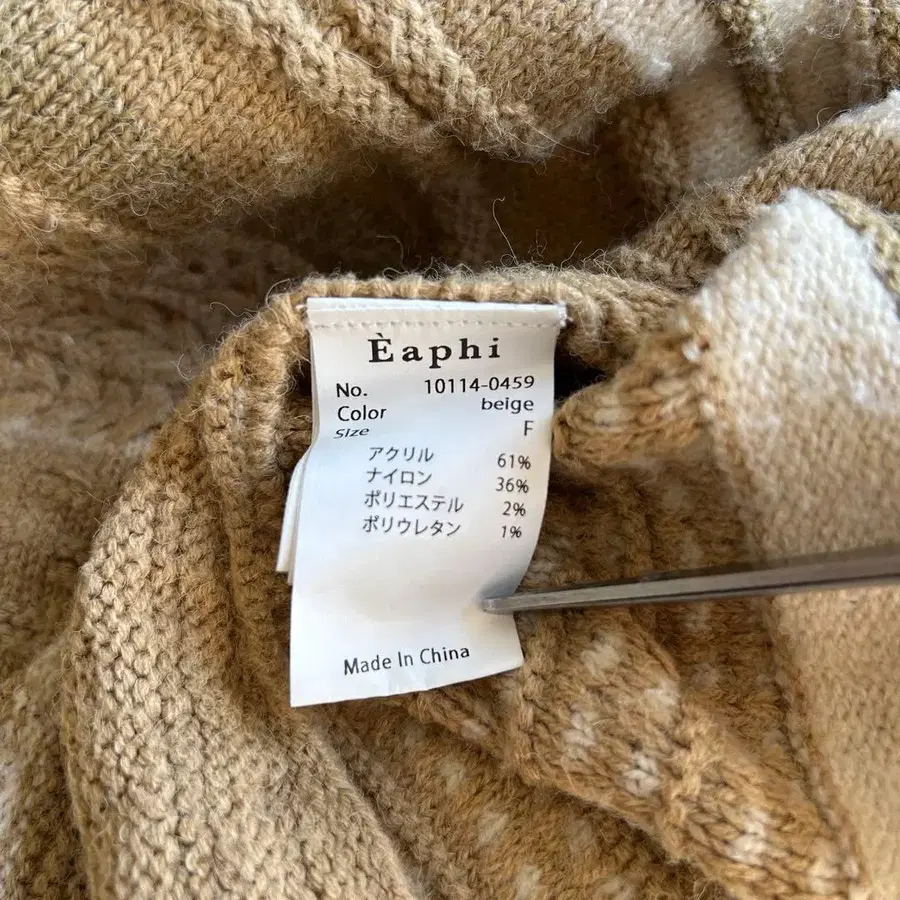 Èaphi
No. 10114-0459
Color beige
Size F
アクリル 61%
ナイロン 36%
ポリエステル 2%
ポリウレタン 1%
Made In China